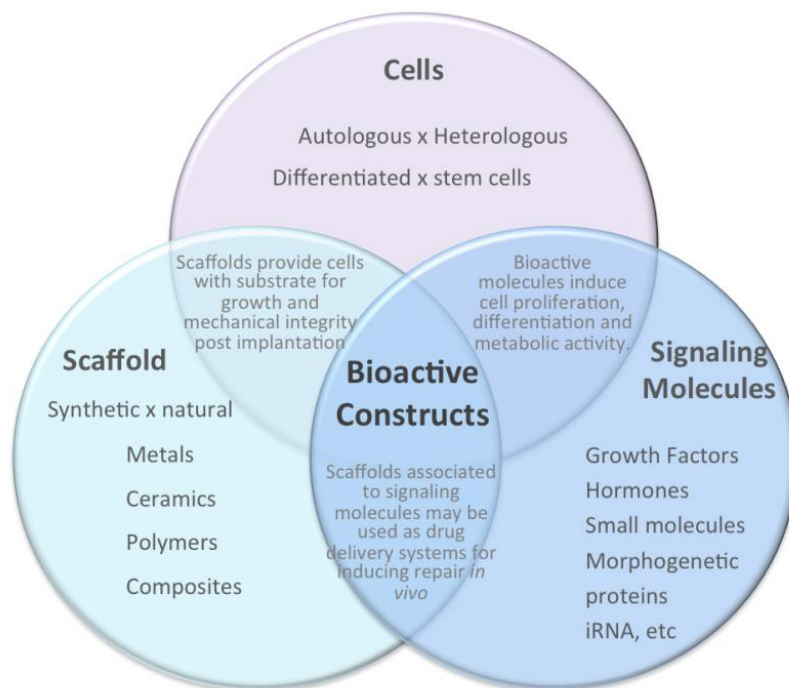 Cells
Autologous x Heterologous
Differentiated x stem cells
Scaffolds provide cells
with substrate for
growth and
mechanical integrity
post implantation
Bioactive
molecules induce
cell proliferation,
differentiation and
metabolic activity.
Scaffold
Synthetic x natural
Metals
Ceramics
Polymers
Composites
Bioactive
Constructs
Scaffolds associated
to signaling
molecules may be
used as drug
delivery systems for
inducing repair in
vivo
Signaling
Molecules
Growth Factors
Hormones
Small molecules
Morphogenetic
proteins
iRNA, etc